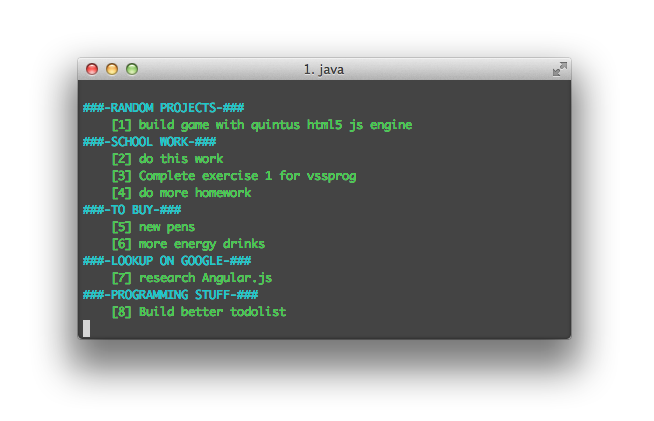 1. java
###-RANDOM PROJECTS-###
[1] build game with quintus html5 js engine
###-SCHOOL WORK-###
[2] do this work
[3] Complete exercise 1 for vssprog
[4] do more homework
###-TO BUY-###
[5] new pens
[6] more energy drinks
###-LOOKUP ON GOOGLE-###
[7] research Angular.js
###-PROGRAMMING STUFF-###
[8] Build better todolist